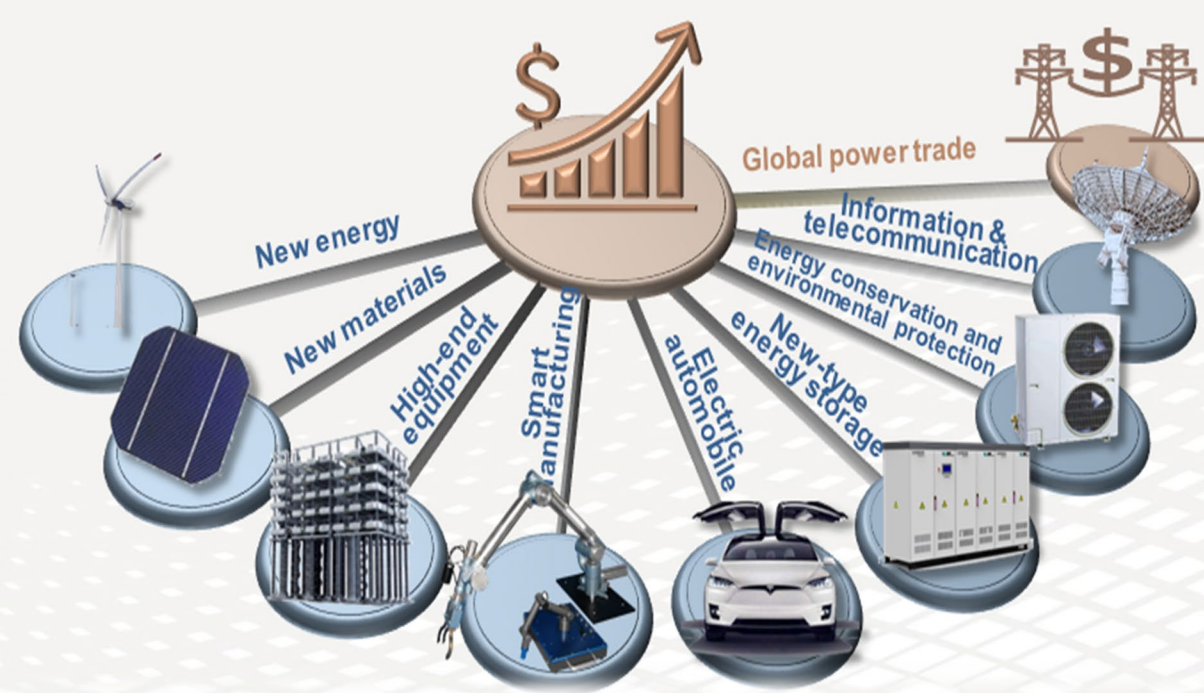 $
$
Global power trade
Information &
telecommunication
Energy conservation and
environmental protection
New-type
energy storage
Electric
automobile
Smart
anufacturing
High-end
equipment
New materials
New energy